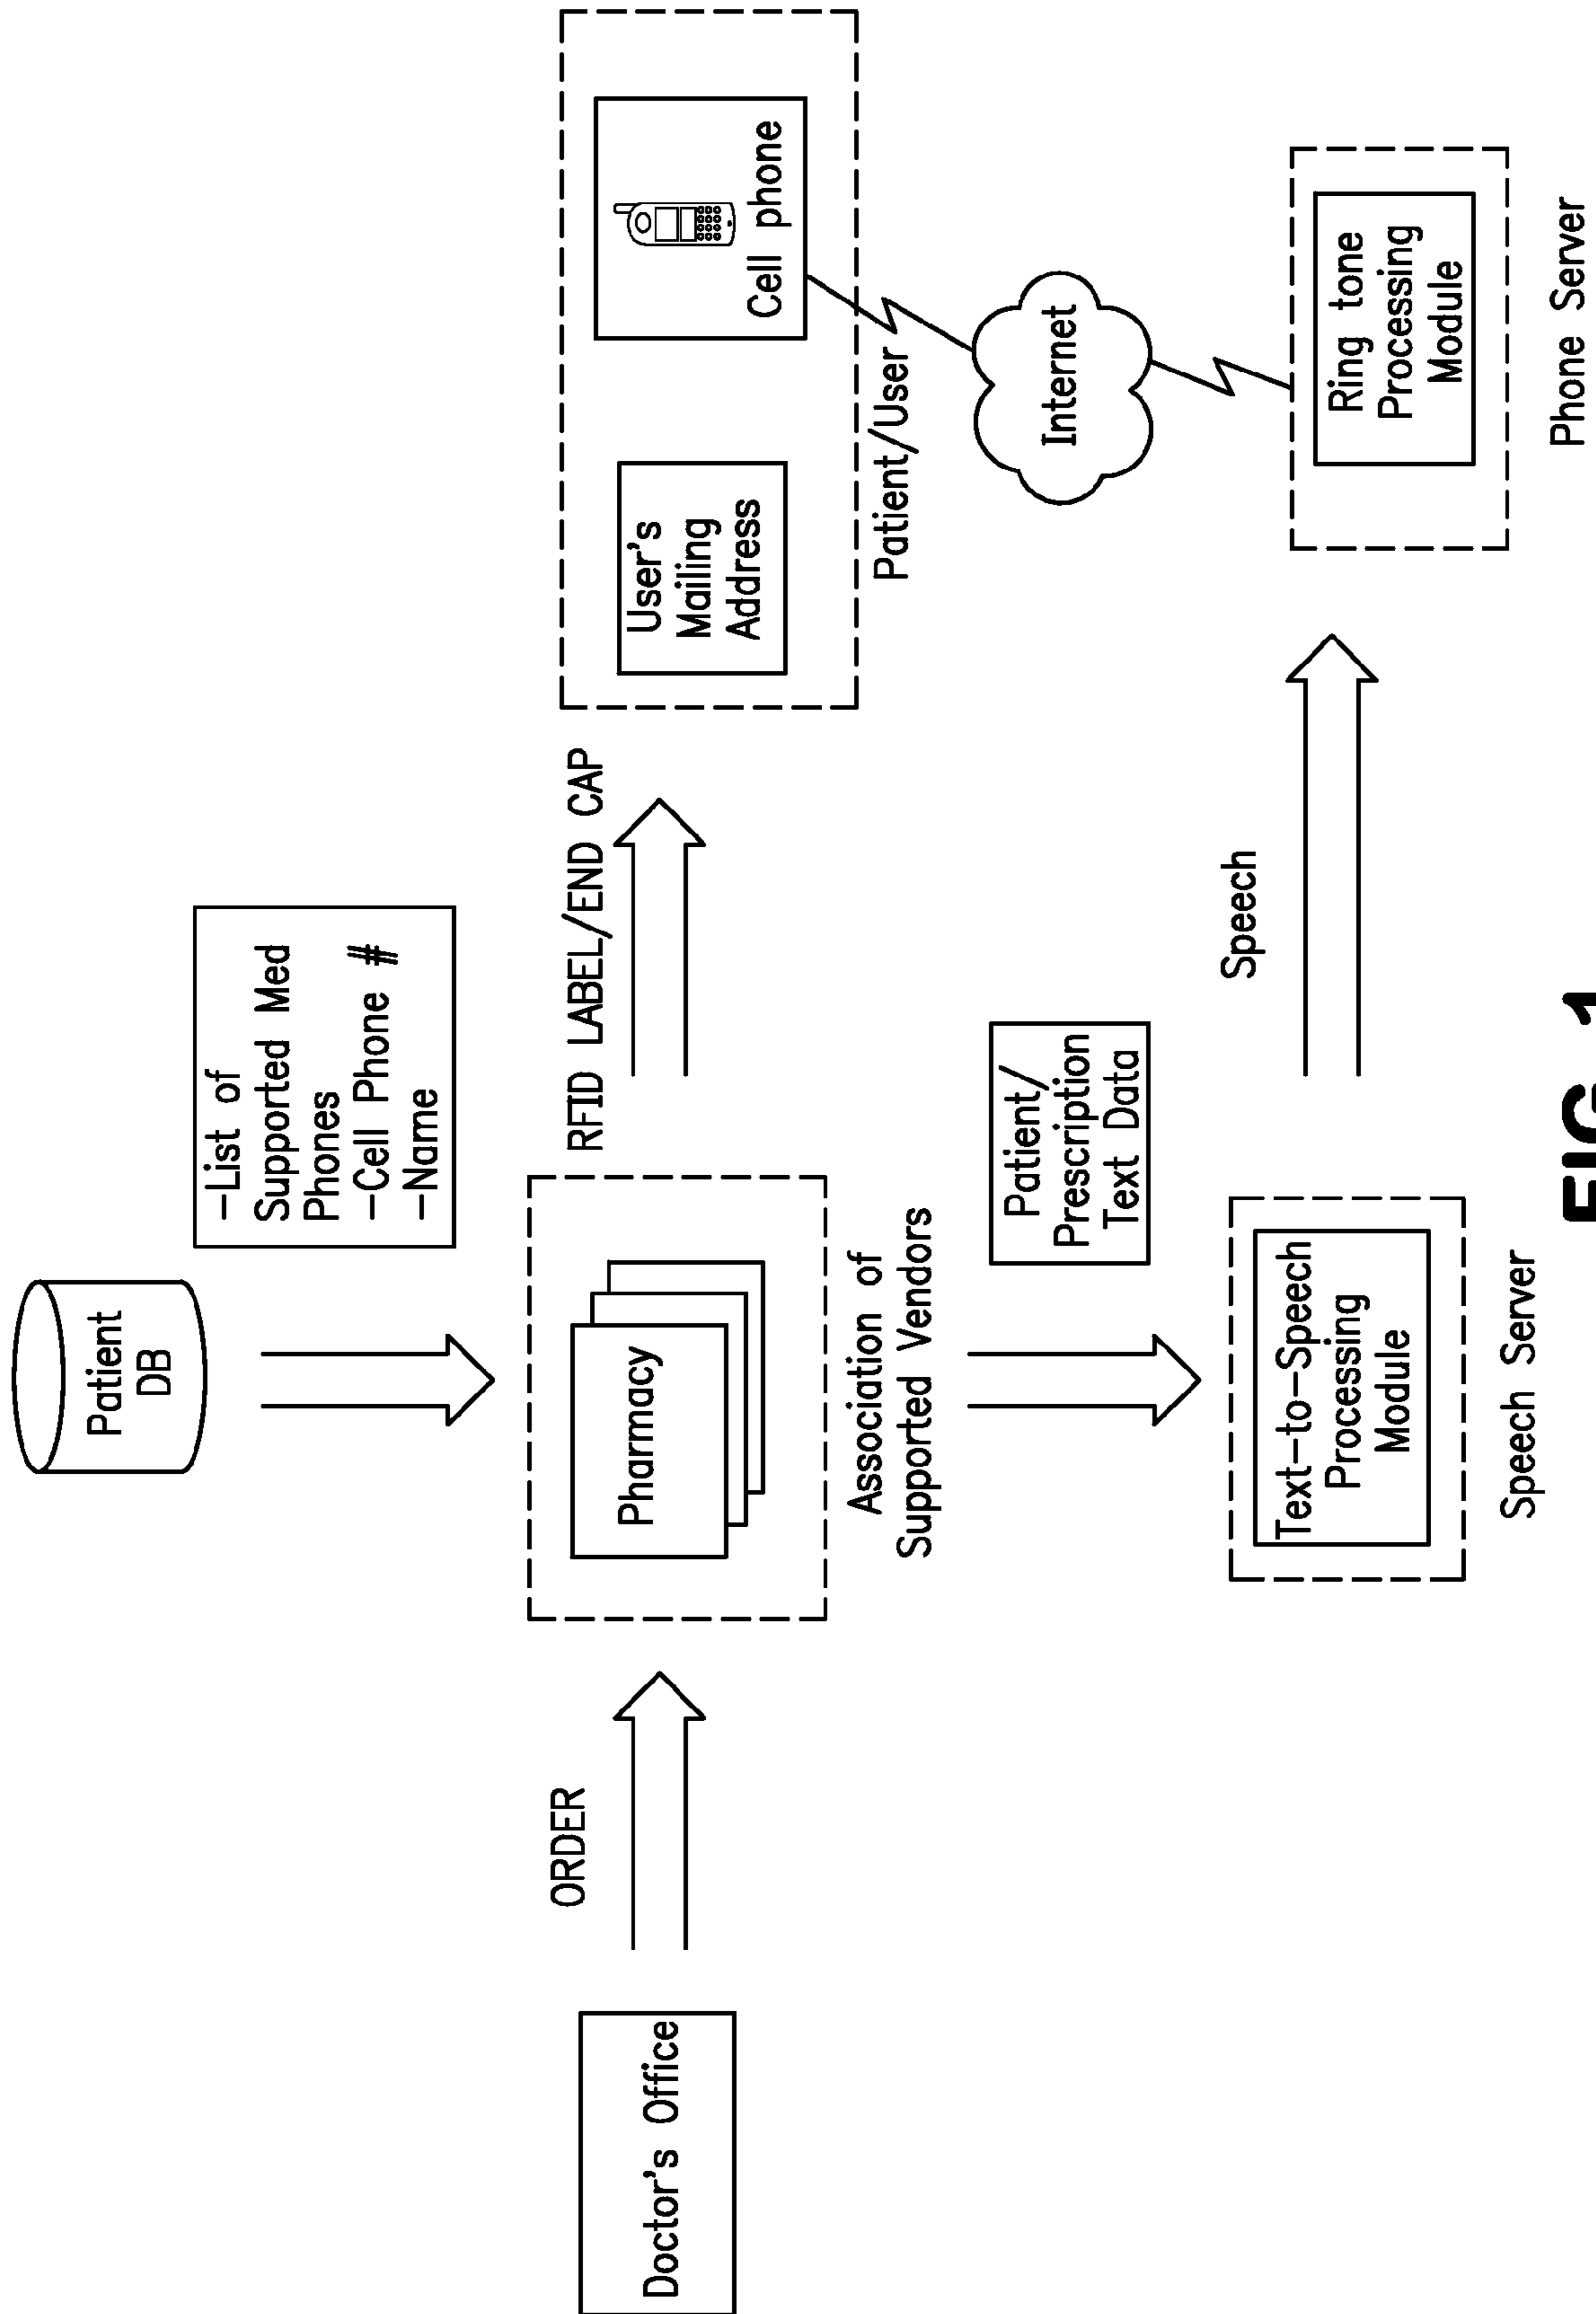 Patient
DB
-List of
Supported Med
Phones
-Cell Phone #
-Name
Doctor's Office
ORDER
Pharmacy
Association of
Supported Vendors
RFID LABEL/END CAP
User's
Mailing
Address
Cell phone
Patient/User
Internet
Patient/
Prescription
Text Data
Text-to-Speech
Processing
Module
Speech Server
Speech
Ring tone
Processing
Module
Phone Server
FIG. 1